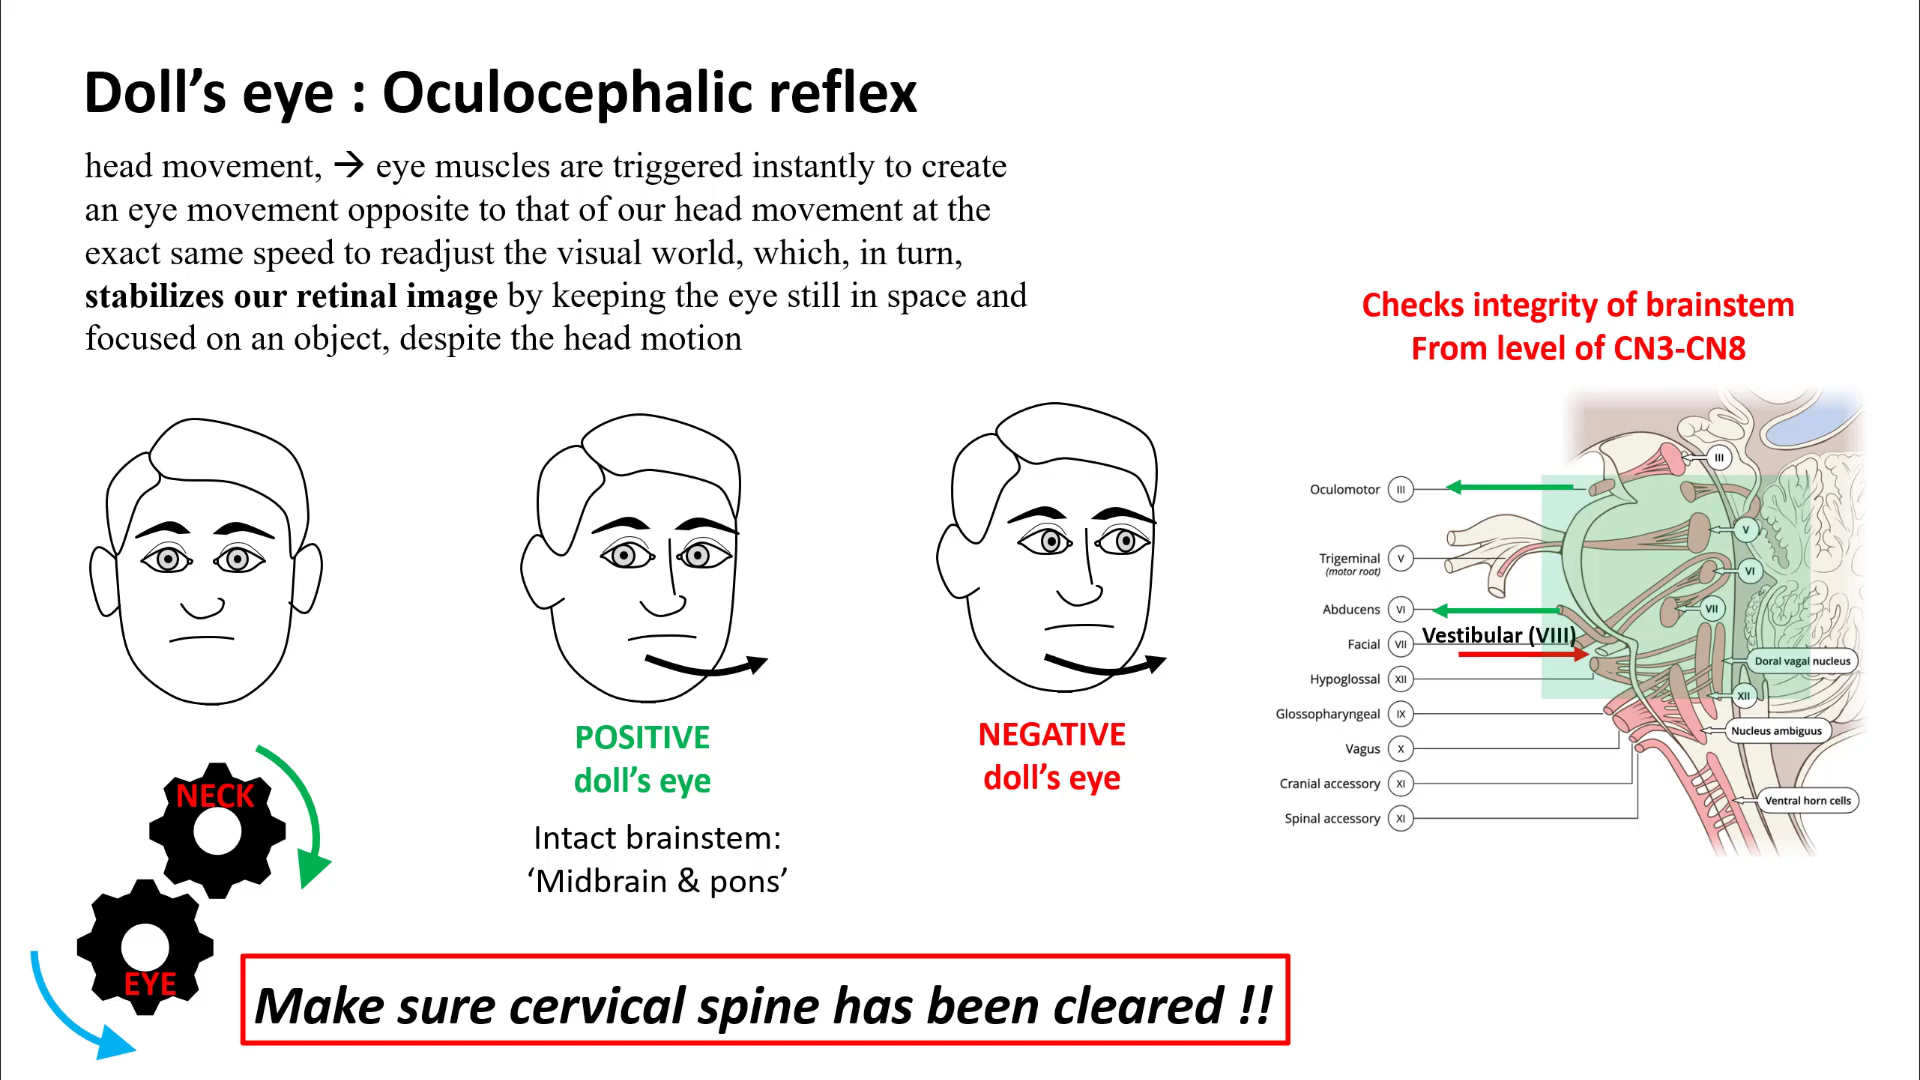 Doll’s eye : Oculocephalic reflex
head movement, → eye muscles are triggered instantly to create
an eye movement opposite to that of our head movement at the
exact same speed to readjust the visual world, which, in turn,
stabilizes our retinal image by keeping the eye still in space and
focused on an object, despite the head motion
Checks integrity of brainstem
From level of CN3-CN8
POSITIVE
doll’s eye
Intact brainstem:
‘Midbrain & pons’
NEGATIVE
doll’s eye
NECK
EYE
Make sure cervical spine has been cleared !!
Oculomotor III
Trigeminal V
(motor root)
Abducens VI
Vestibular (VIII)
Facial VII
Hypoglossal XII
Glossopharyngeal IX
Vagus X
Cranial accessory XI
Spinal accessory XI
III
V
VI
VII
Doral vagal nucleus
XII
Nucleus ambiguus
Ventral horn cells